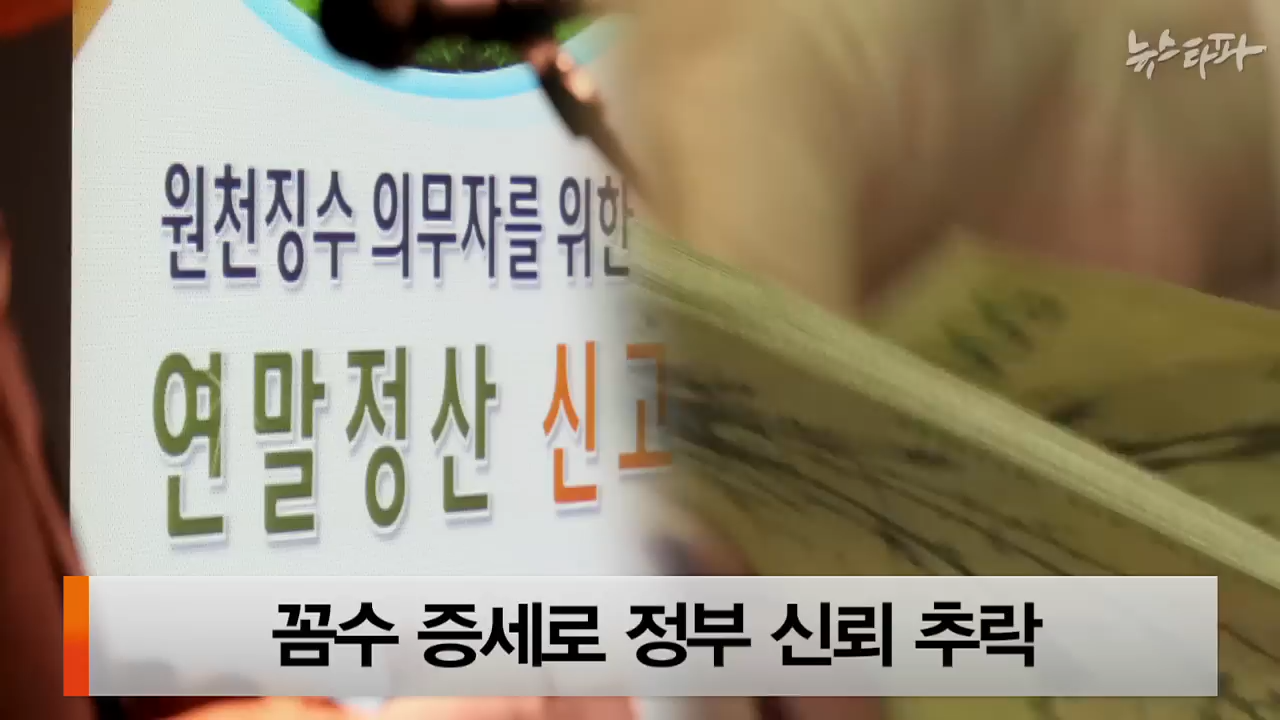 뉴스타파
원천징수 의무자를 위한
연말정산 신고
꼼수 증세로 정부 신뢰 추락